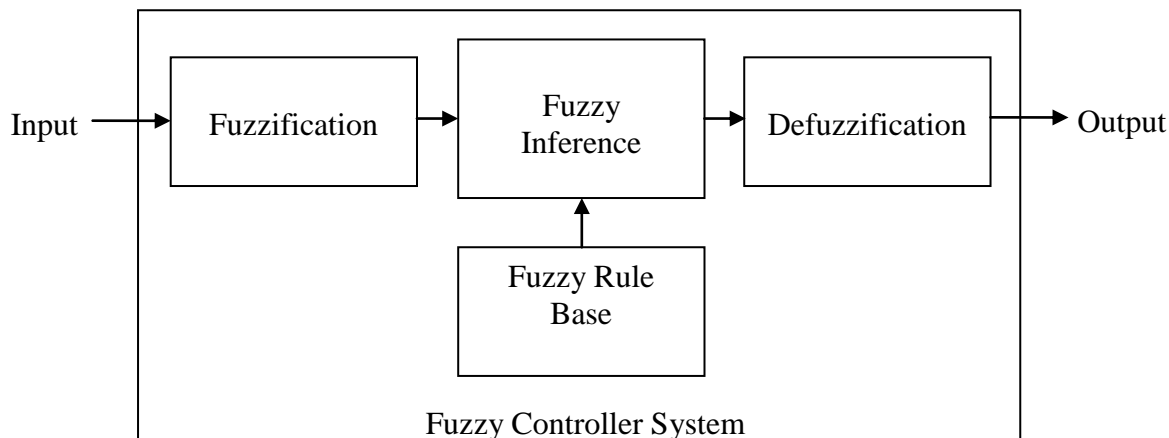 Input
Fuzzification
Fuzzy
Inference
Defuzzification
Output
Fuzzy Rule
Base
Fuzzy Controller System